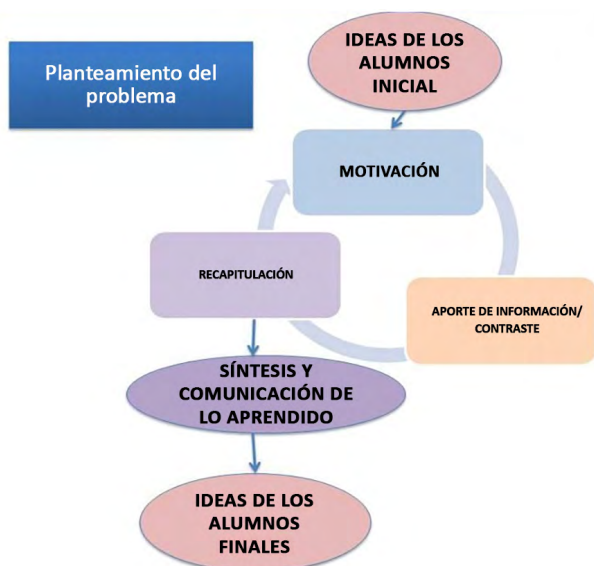 Planteamiento del
problema
IDEAS DE LOS
ALUMNOS
INICIAL
MOTIVACIÓN
RECAPITULACIÓN
APORTE DE INFORMACIÓN/
CONTRASTE
SÍNTESIS Y
COMUNICACIÓN DE
LO APRENDIDO
IDEAS DE LOS
ALUMNOS
FINALES